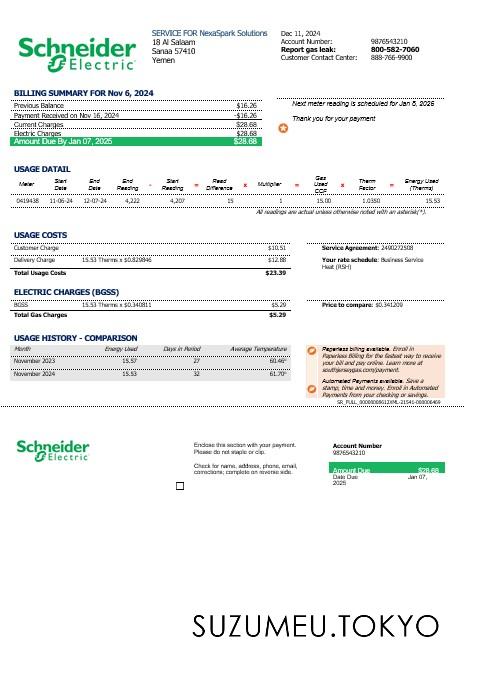 Schneider
Electric
SERVICE FOR NexaSpark Solutions
18 Al Salaam
Sanaa 57410
Yemen
Dec 11, 2024
Account Number: 9876543210
Report gas leak: 800-582-7060
Customer Contact Center: 888-766-9900
BILLING SUMMARY FOR Nov 6, 2024
Previous Balance $16.26
Payment Received on Nov 16, 2024 -$16.26
Current Charges $28.68
Electric Charges $28.68
Amount Due By Jan 07, 2025 $28.68
Next meter reading is scheduled for Jan 6, 2026
Thank you for your payment
USAGE DATAIL
Meter Start Date End Date End Reading - Start Reading = Read Difference x Multiplier = Gas Used CCF x Therm Factor = Energy Used (Therms)
0419438 11-06-24 12-07-24 4,222 4,207 15 1 15.00 1.0350 15.53
All readings are actual unless otherwise noted with an asterisk(*).
USAGE COSTS
Customer Charge $10.51
Delivery Charge 15.53 Therms x $0.829846 $12.88
Total Usage Costs $23.39
Service Agreement: 2490272508
Your rate schedule: Business Service
Heat (RSH)
ELECTRIC CHARGES (BGSS)
BGSS 15.53 Therms x $0.340811 $5.29
Total Gas Charges $5.29
Price to compare: $0.341209
USAGE HISTORY - COMPARISON
Month Energy Used Days in Period Average Temperature
November 2023 15.57 27 60.46°
November 2024 15.53 32 61.70°
Paperless billing available. Enroll in
Paperless Billing for the fastest way to receive
your bill and pay online. Learn more at
southjerseygas.com/payment.
Automated Payments available. Save a
stamp, time and money. Enroll in Automated
Payments from your checking or savings.
Schneider
Electric
Enclose this section with your payment.
Please do not staple or clip.
Check for name, address, phone, email,
corrections; complete on reverse side.
Account Number
9876543210
Amount Due $28.68
Date Due Jan 07,
2025
SUZUMEU.TOKYO